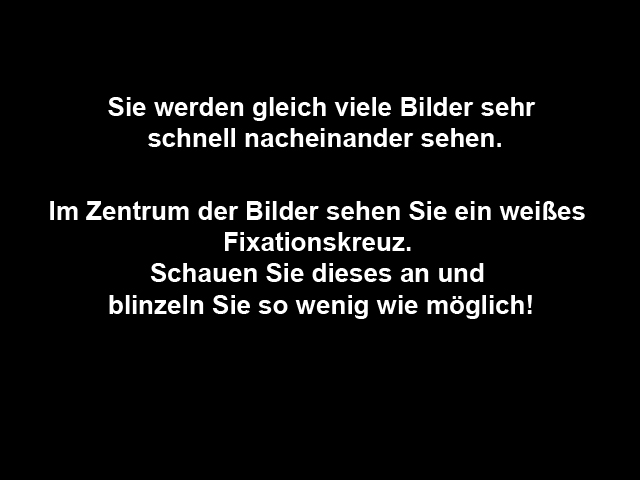 Sie werden gleich viele Bilder sehr
schnell nacheinander sehen.
Im Zentrum der Bilder sehen Sie ein weißes
Fixationskreuz.
Schauen Sie dieses an und
blinzeln Sie so wenig wie möglich!